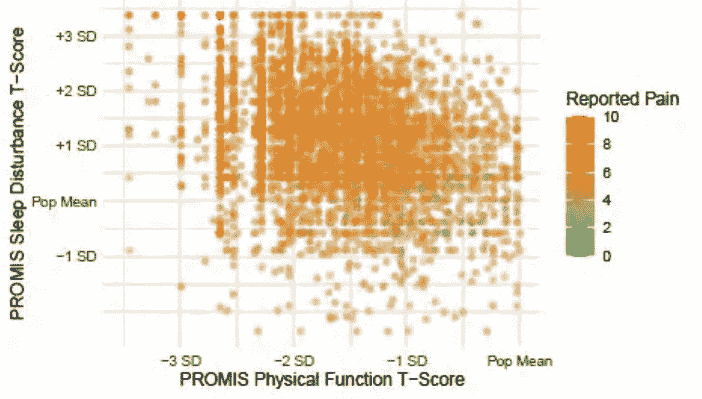 PROMIS Sleep Disturbance T-Score
+3 SD
+2 SD
+1 SD
Pop Mean
−1 SD
−3 SD
−2 SD
−1 SD
Pop Mean
PROMIS Physical Function T-Score
Reported Pain
10
8
6
4
2
0